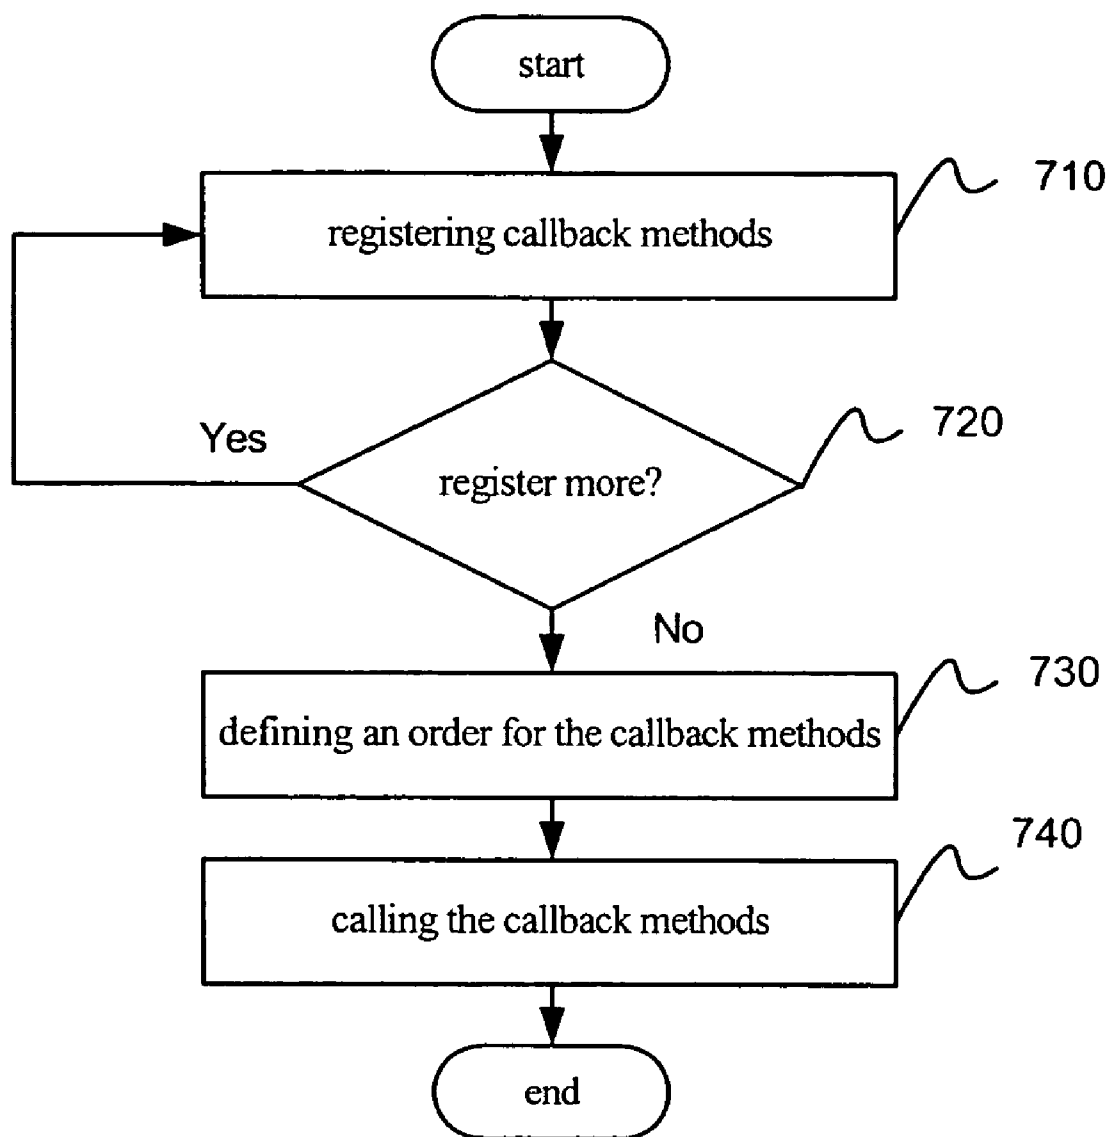 start
710
registering callback methods
720
Yes
register more?
No
730
defining an order for the callback methods
740
calling the callback methods
end